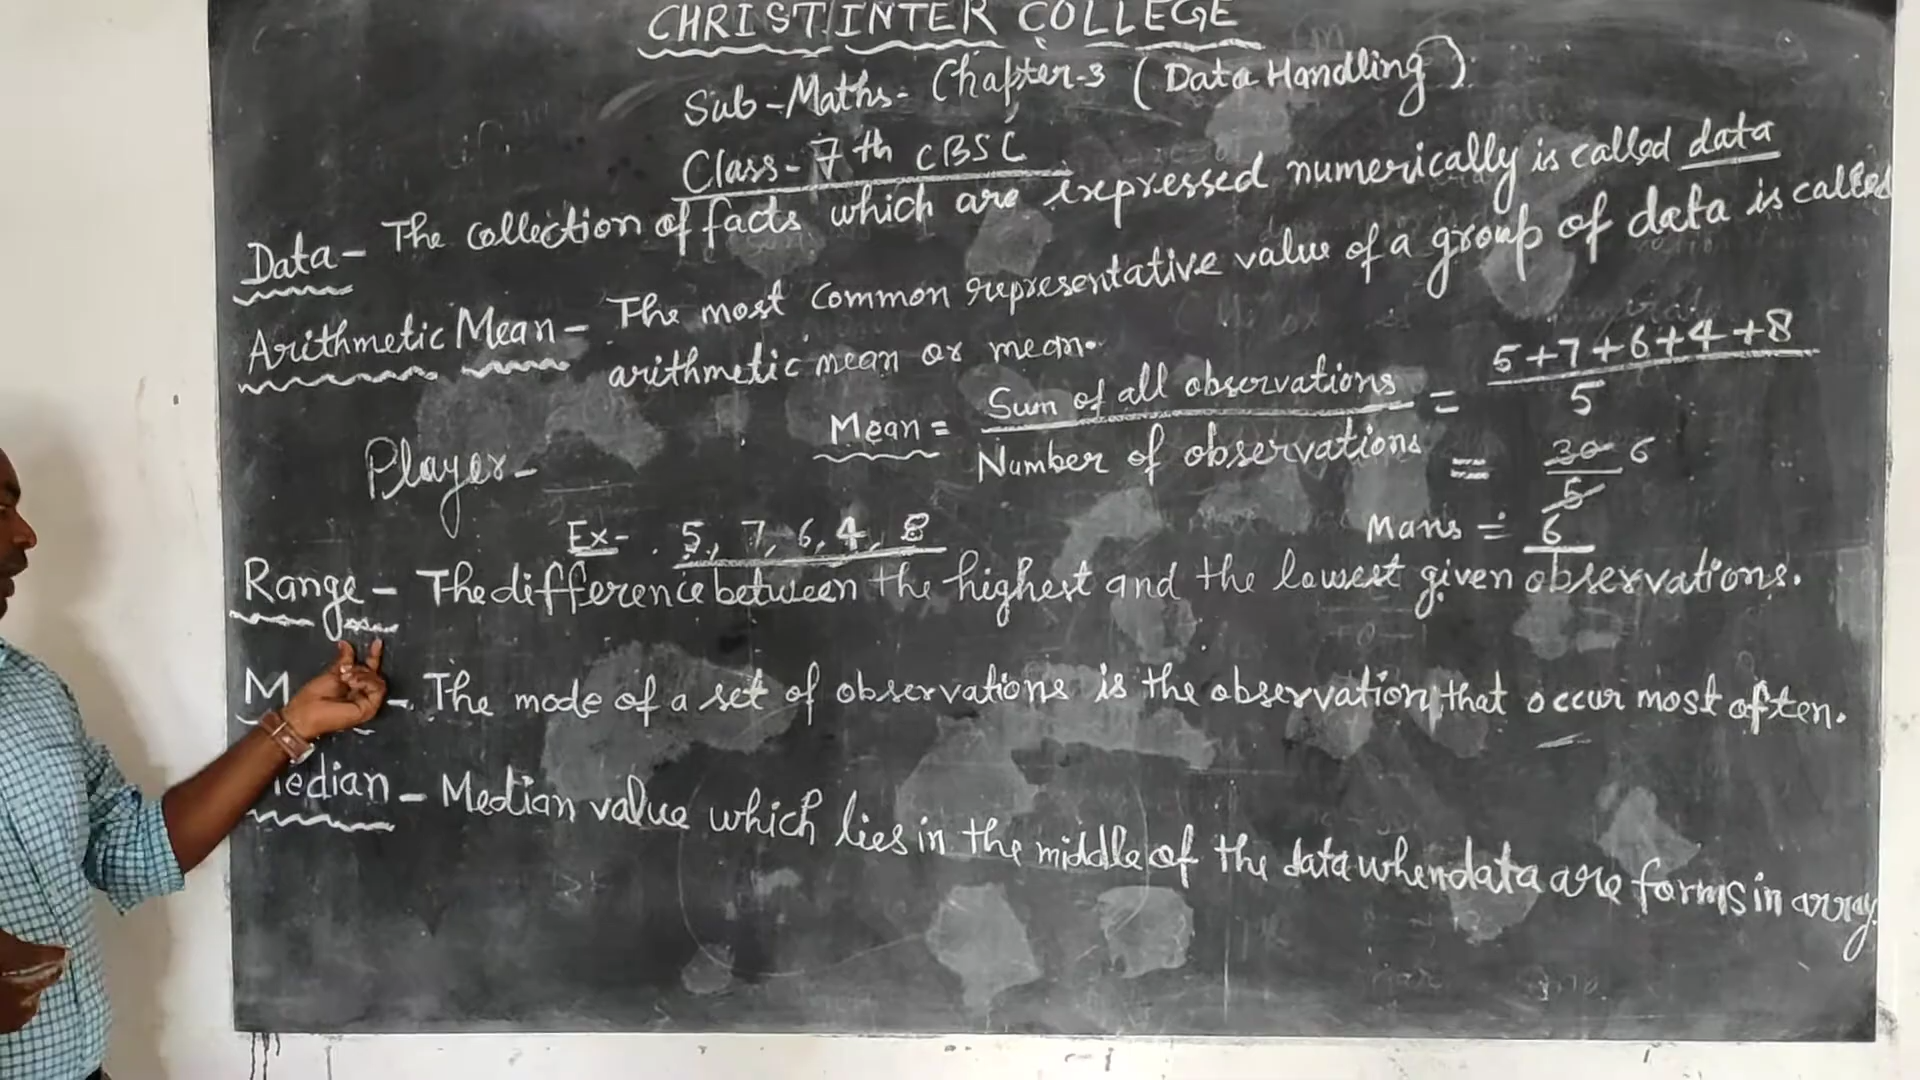 CHRIST INTER COLLEGE
Sub-Maths- Chapter-3 (Data Handling)
Class-7th CBSC
Data- The collection of facts which are expressed numerically is called data
Arithmetic Mean- The most common representative value of a group of data is called
arithmetic mean or mean.
Mean = Sum of all observations / Number of observations = 5+7+6+4+8 / 5
= 30 / 5 6
Player-
Ex- 5, 7, 6, 4, 8
Mans = 6
Range- The difference between the highest and the lowest given observations.
M - The mode of a set of observations is the observation, that occur most often.
edian - Median value which lies in the middle of the data when data are forms in array.